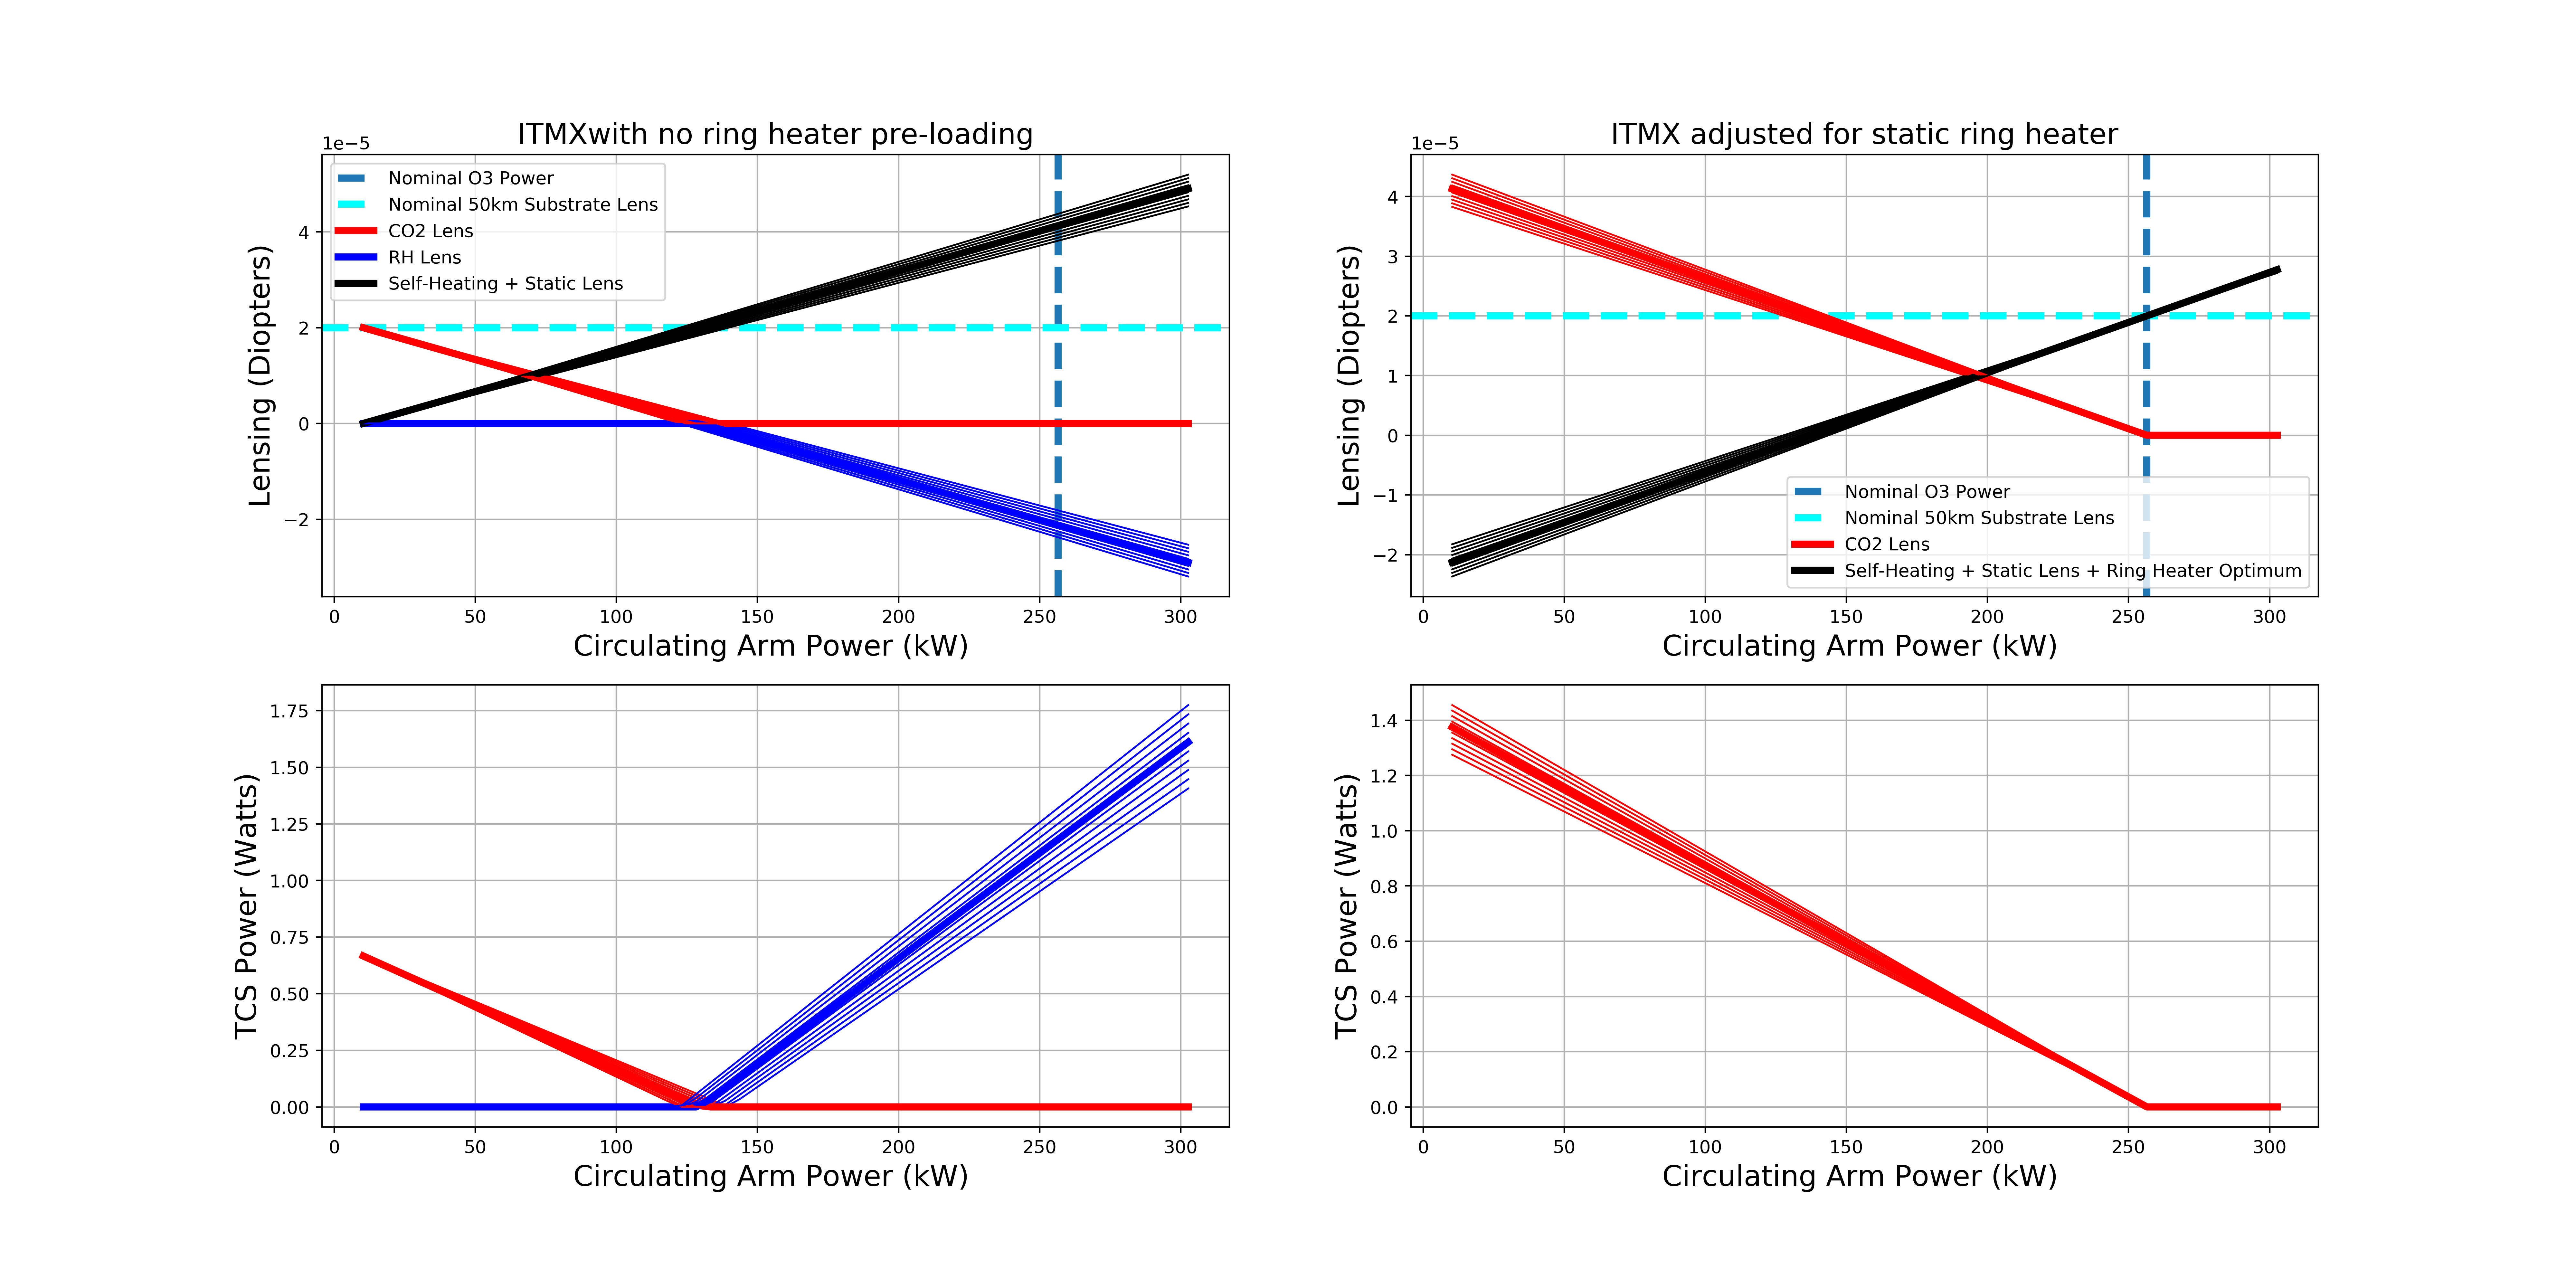 ITMXwith no ring heater pre-loading
1e−5
Lensing (Diopters)
4
2
0
−2
Nominal O3 Power
Nominal 50km Substrate Lens
CO2 Lens
RH Lens
Self-Heating + Static Lens
0 50 100 150 200 250 300
Circulating Arm Power (kW)
ITMX adjusted for static ring heater
1e−5
Lensing (Diopters)
4
3
2
1
0
−1
−2
Nominal O3 Power
Nominal 50km Substrate Lens
CO2 Lens
Self-Heating + Static Lens + Ring Heater Optimum
0 50 100 150 200 250 300
Circulating Arm Power (kW)
TCS Power (Watts)
1.75
1.50
1.25
1.00
0.75
0.50
0.25
0.00
0 50 100 150 200 250 300
Circulating Arm Power (kW)
TCS Power (Watts)
1.4
1.2
1.0
0.8
0.6
0.4
0.2
0.0
0 50 100 150 200 250 300
Circulating Arm Power (kW)